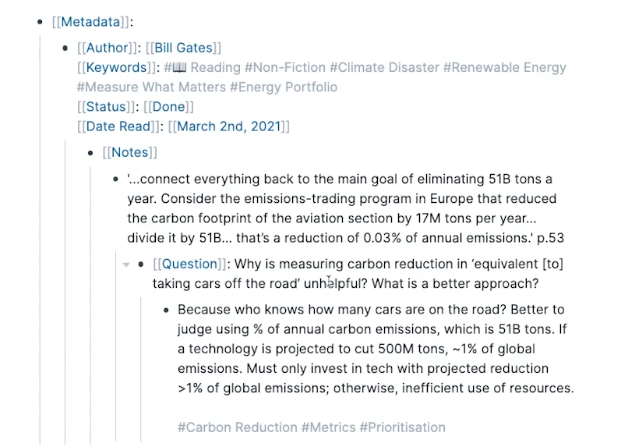 [[Metadata]]:
[[Author]]: [[Bill Gates]]
[[Keywords]]: #📖 Reading #Non-Fiction #Climate Disaster #Renewable Energy
#Measure What Matters #Energy Portfolio
[[Status]]: [[Done]]
[[Date Read]]: [[March 2nd, 2021]]
[[Notes]]
'...connect everything back to the main goal of eliminating 51B tons a
year. Consider the emissions-trading program in Europe that reduced
the carbon footprint of the aviation section by 17M tons per year...
divide it by 51B... that's a reduction of 0.03% of annual emissions.' p.53
[[Question]]: Why is measuring carbon reduction in 'equivalent [to]
taking cars off the road' unhelpful? What is a better approach?
Because who knows how many cars are on the road? Better to
judge using % of annual carbon emissions, which is 51B tons. If
a technology is projected to cut 500M tons, ~1% of global
emissions. Must only invest in tech with projected reduction
>1% of global emissions; otherwise, inefficient use of resources.
#Carbon Reduction #Metrics #Prioritisation